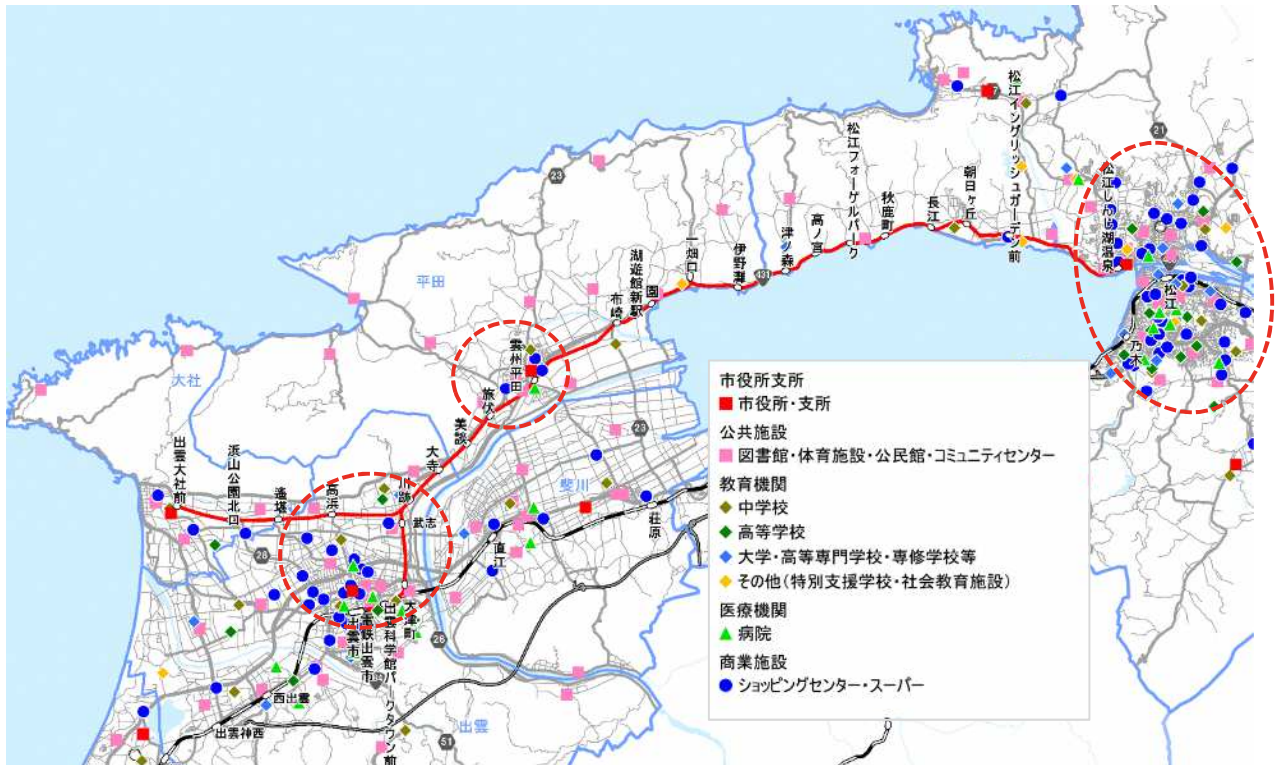 松江イングリッシュガーデン前
37
21
松江しんじ湖温泉
朝日ヶ丘
長江
秋鹿町
松江フォーゲルパーク
高ノ宮
津ノ森
431
伊野灘
一畑口
園
湖遊館新駅
布崎
23
平田
雲州平田
旅伏
美談
大寺
川跡
武志
高浜
遙堪
浜山公園北口
出雲大社前
大社
松江
乃木
23
斐川
荘原
直江
28
26
大津町
出雲科学館パークタウン前
電鉄出雲市
出雲市
西出雲
出雲神西
出雲
51
市役所支所
市役所・支所
公共施設
図書館・体育施設・公民館・コミュニティセンター
教育機関
中学校
高等学校
大学・高等専門学校・専修学校等
その他(特別支援学校・社会教育施設)
医療機関
病院
商業施設
ショッピングセンター・スーパー